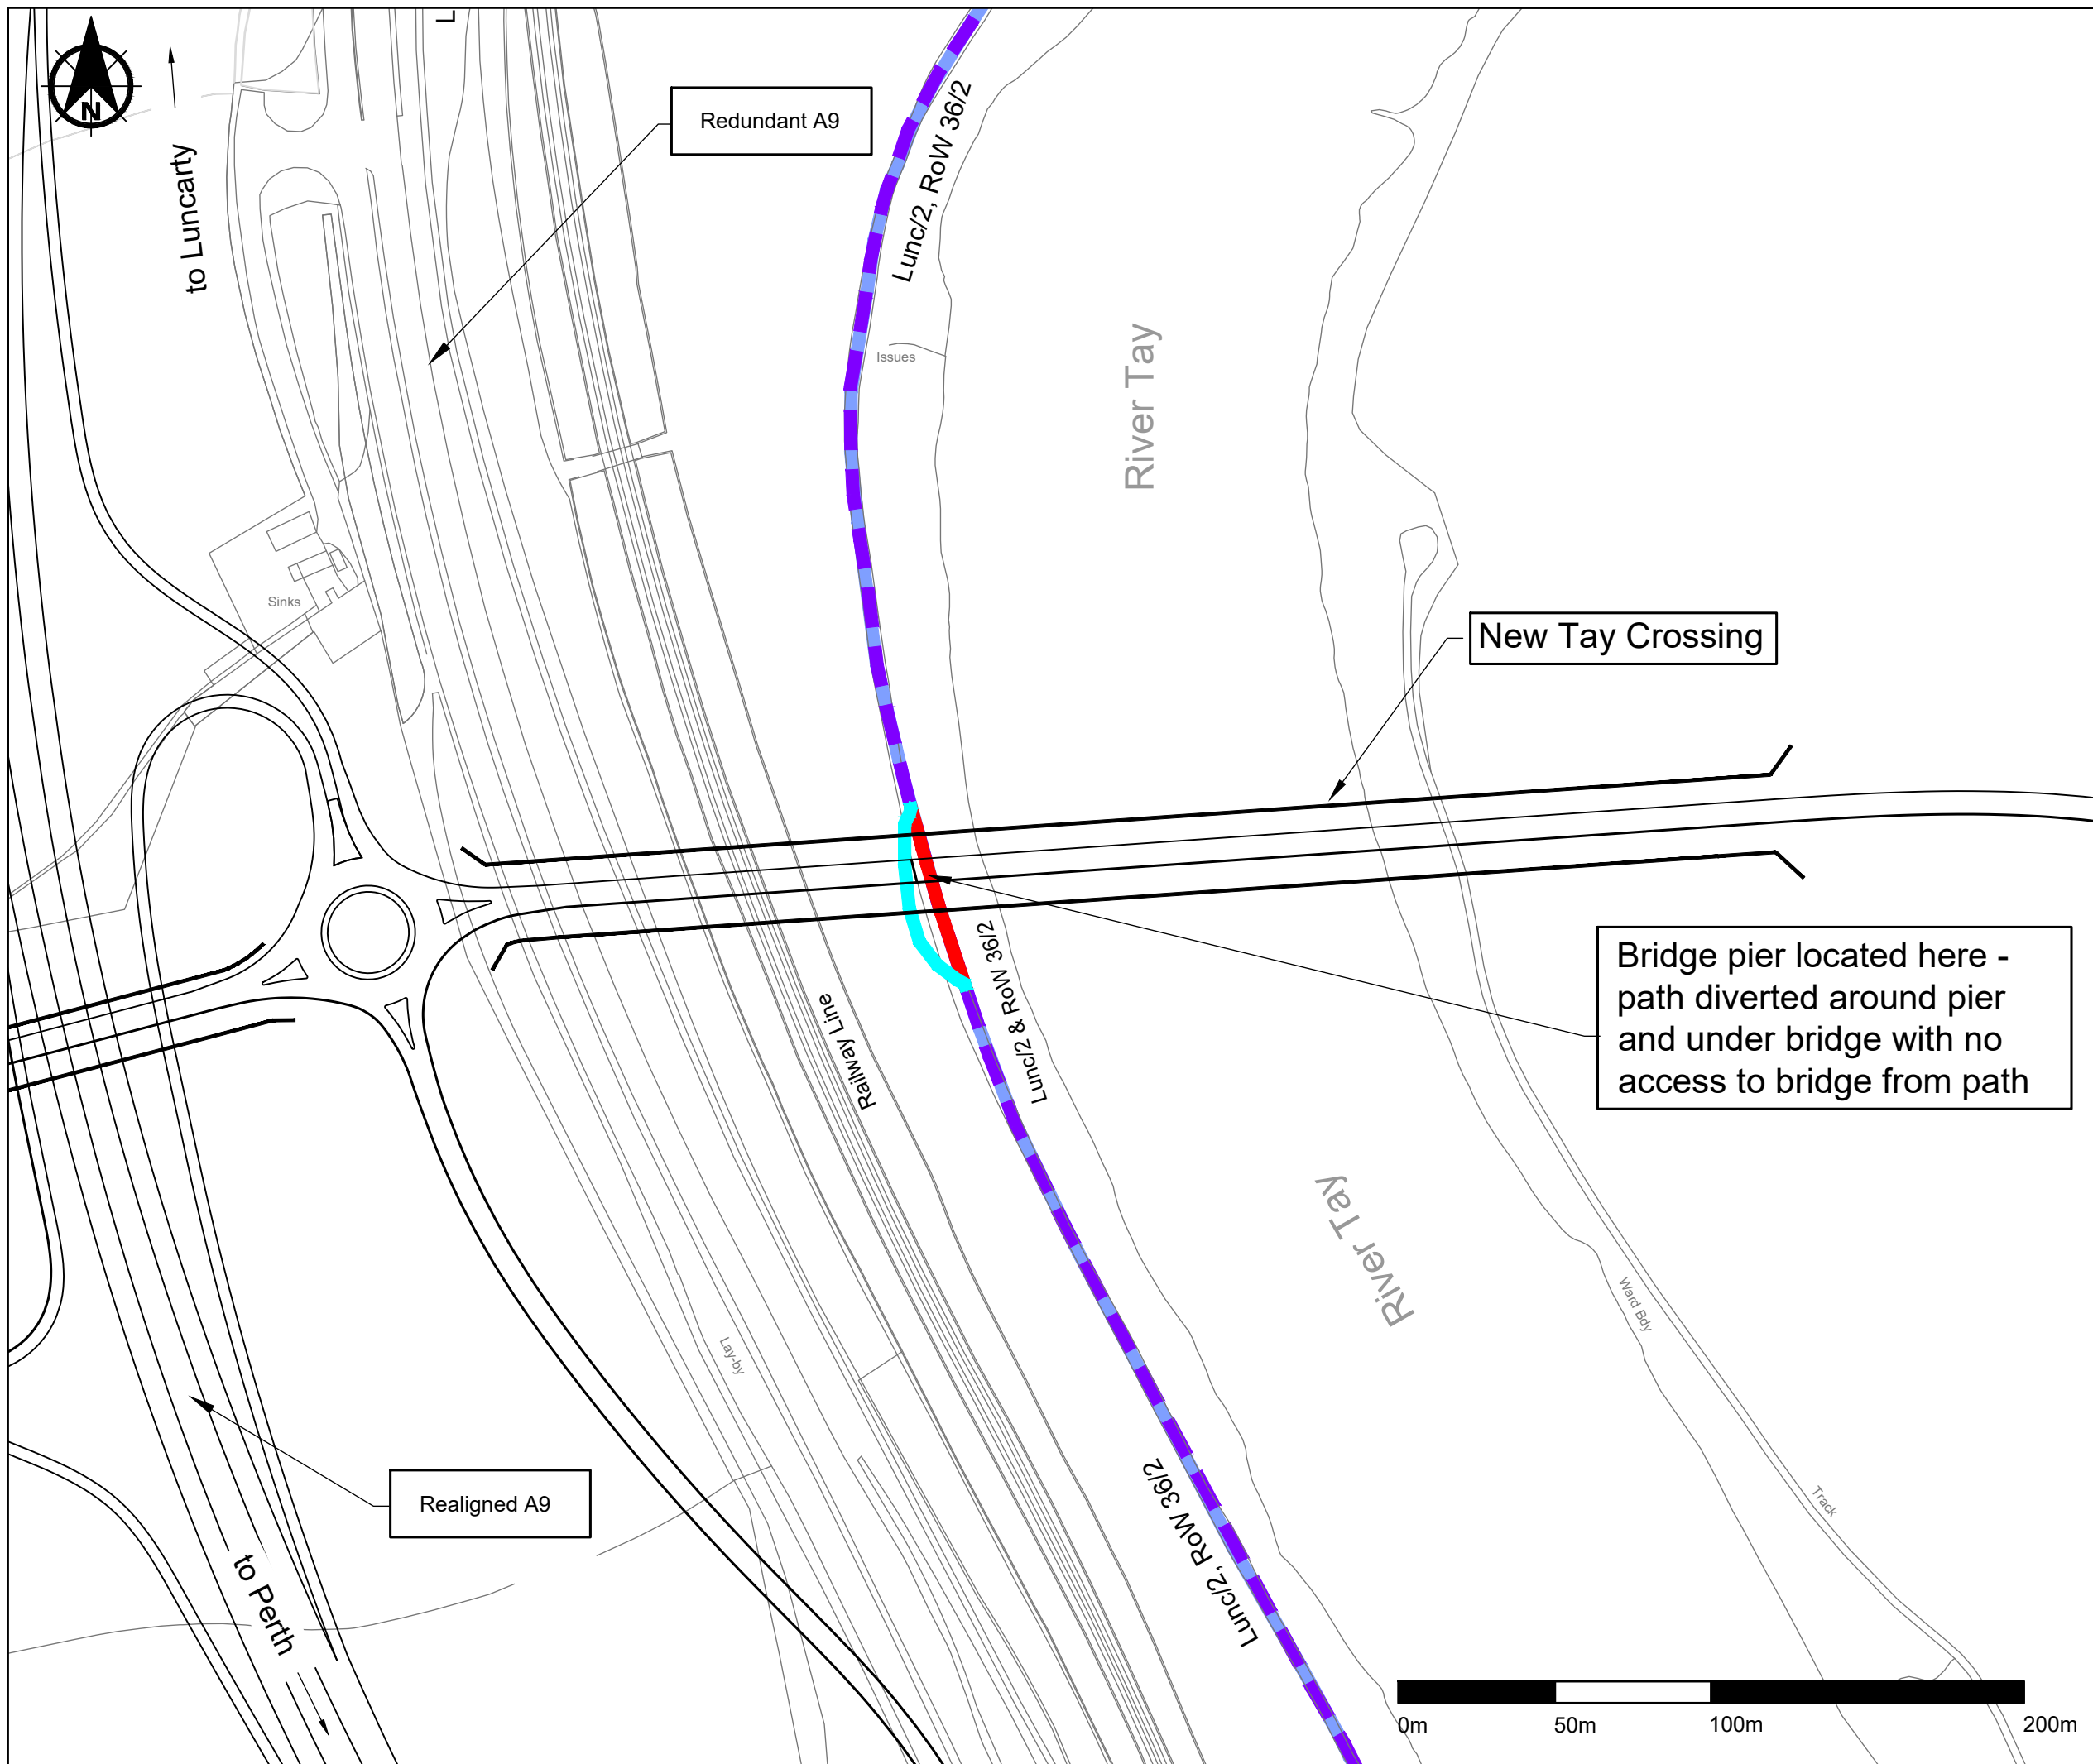 N
to Luncarty
L
Redundant A9
Lunc/2, RoW 36/2
Issues
River Tay
Sinks
New Tay Crossing
Bridge pier located here -
path diverted around pier
and under bridge with no
access to bridge from path
Lunc/2 & RoW 36/2
Railway Line
River Tay
Ward Bdy
Lay-by
Realigned A9
to Perth
Lunc/2, RoW 36/2
Track
0m 50m 100m 200m